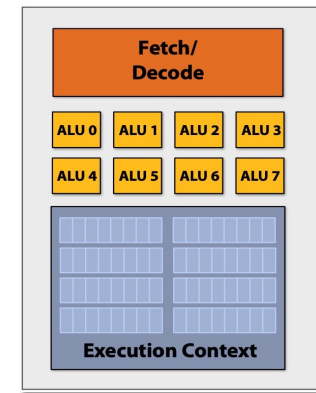 Fetch/
Decode
ALU 0 ALU 1 ALU 2 ALU 3
ALU 4 ALU 5 ALU 6 ALU 7
Execution Context